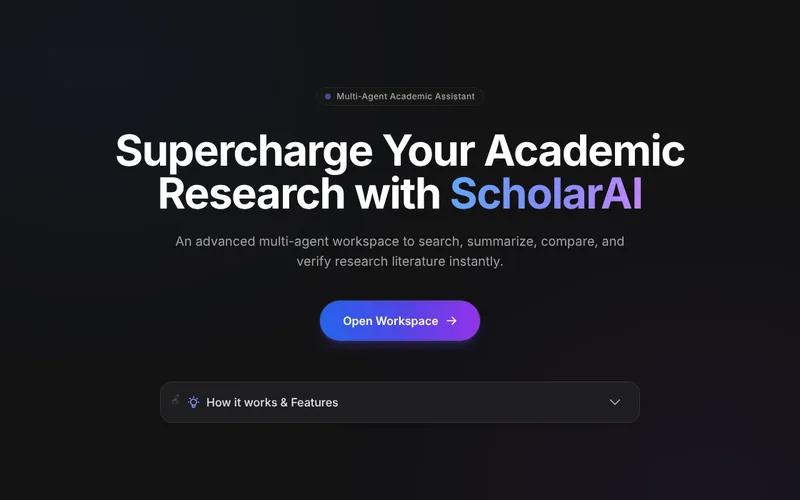 Multi-Agent Academic Assistant
Supercharge Your Academic
Research with ScholarAI
An advanced multi-agent workspace to search, summarize, compare, and
verify research literature instantly.
Open Workspace →
How it works & Features